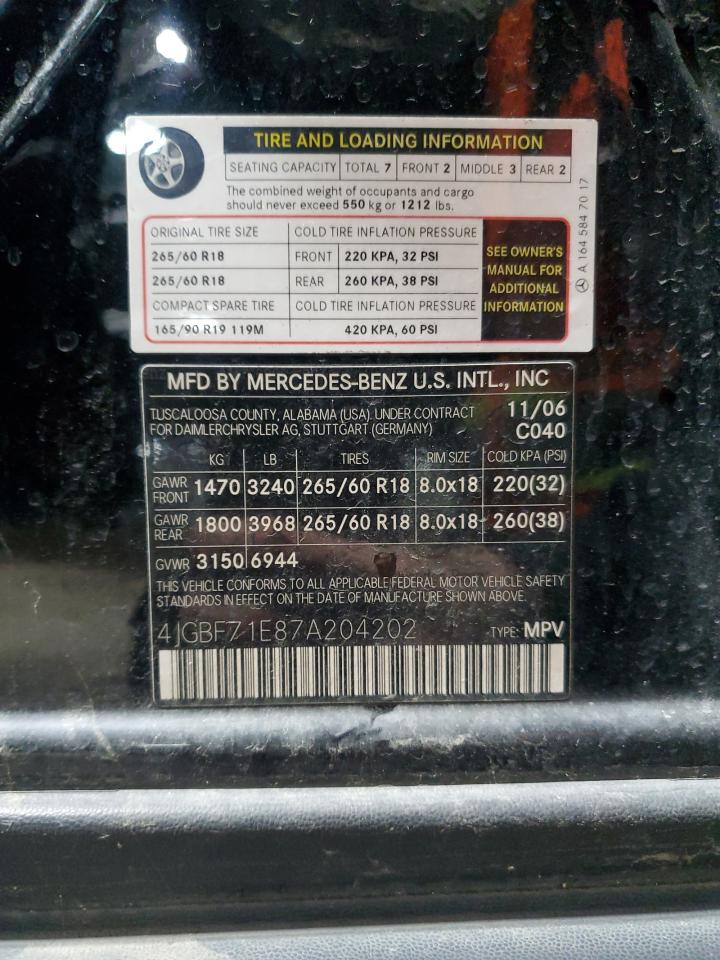 TIRE AND LOADING INFORMATION
SEATING CAPACITY TOTAL 7 FRONT 2 MIDDLE 3 REAR 2
The combined weight of occupants and cargo
should never exceed 550 kg or 1212 lbs.
ORIGINAL TIRE SIZE COLD TIRE INFLATION PRESSURE
265/60 R18 FRONT 220 KPA, 32 PSI
265/60 R18 REAR 260 KPA, 38 PSI
COMPACT SPARE TIRE COLD TIRE INFLATION PRESSURE
165/90 R19 119M 420 KPA, 60 PSI
SEE OWNER'S
MANUAL FOR
ADDITIONAL
INFORMATION
A 164 584 70 17
MFD BY MERCEDES-BENZ U.S. INTL., INC
TUSCALOOSA COUNTY, ALABAMA (USA) UNDER CONTRACT 11/06
FOR DAIMLERCHRYSLER AG, STUTTGART (GERMANY) C040
KG LB TIRES RIM SIZE COLD KPA (PSI)
GAWR FRONT 1470 3240 265/60 R18 8.0x18 220(32)
GAWR REAR 1800 3968 265/60 R18 8.0x18 260(38)
GVWR 3150 6944
THIS VEHICLE CONFORMS TO ALL APPLICABLE FEDERAL MOTOR VEHICLE SAFETY
STANDARDS IN EFFECT ON THE DATE OF MANUFACTURE SHOWN ABOVE.
4JGBF71E87A204202 TYPE: MPV